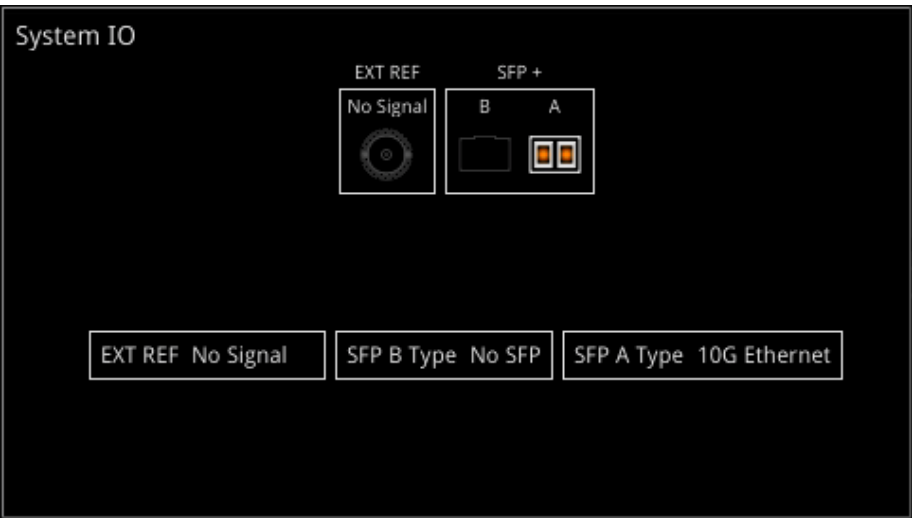 System IO
EXT REF
SFP +
No Signal
B
A
EXT REF No Signal
SFP B Type No SFP
SFP A Type 10G Ethernet